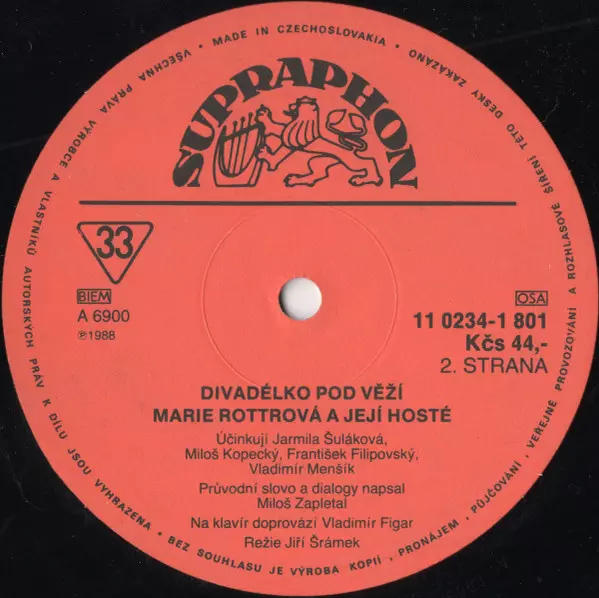 • MADE IN CZECHOSLOVAKIA • ŠÍŘENÍ TÉTO DESKY ZAKÁZÁNO
VŠECHNA PRÁVA VÝROBCE A VLASTNÍKŮ AUTORSKÝCH PRÁV K DÍLU JSOU VYHRAZENA • BEZ SOUHLASU JE VÝROBA KOPIÍ, PRONÁJEM, PŮJČOVÁNÍ, VEŘEJNÉ PROVOZOVÁNÍ A ROZHLASOVÉ
SUPRAPHON
33
BIEM
A 6900
℗1988
OSA
11 0234-1 801
Kčs 44,-
2. STRANA
DIVADÉLKO POD VĚŽÍ
MARIE ROTTROVÁ A JEJÍ HOSTÉ
Účinkují Jarmila Šuláková,
Miloš Kopecký, František Filipovský,
Vladimír Menšík
Průvodní slovo a dialogy napsal
Miloš Zapletal
Na klavír doprovází Vladimír Figar
Režie Jiří Šrámek